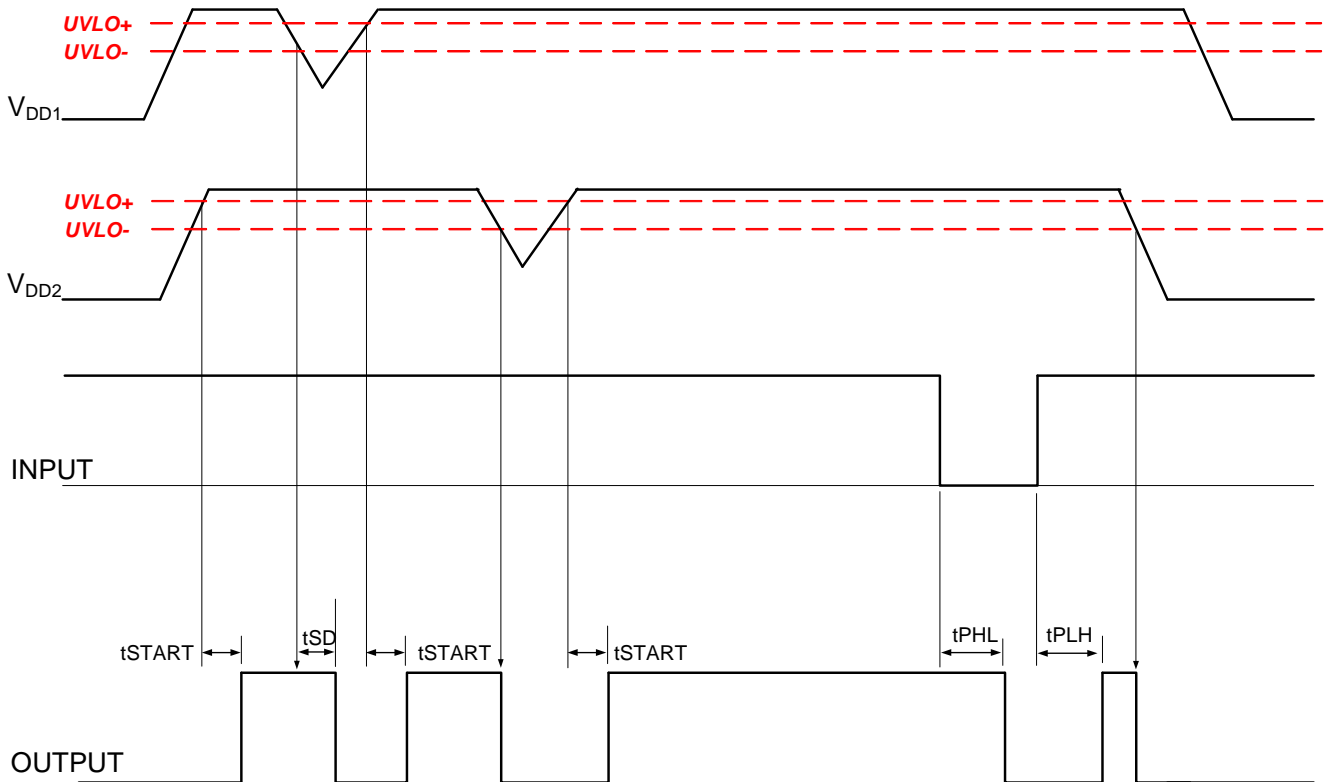 UVLO+
UVLO-
VDD1
UVLO+
UVLO-
VDD2
INPUT
tSTART
tSD
tSTART
tSTART
tPHL
tPLH
OUTPUT